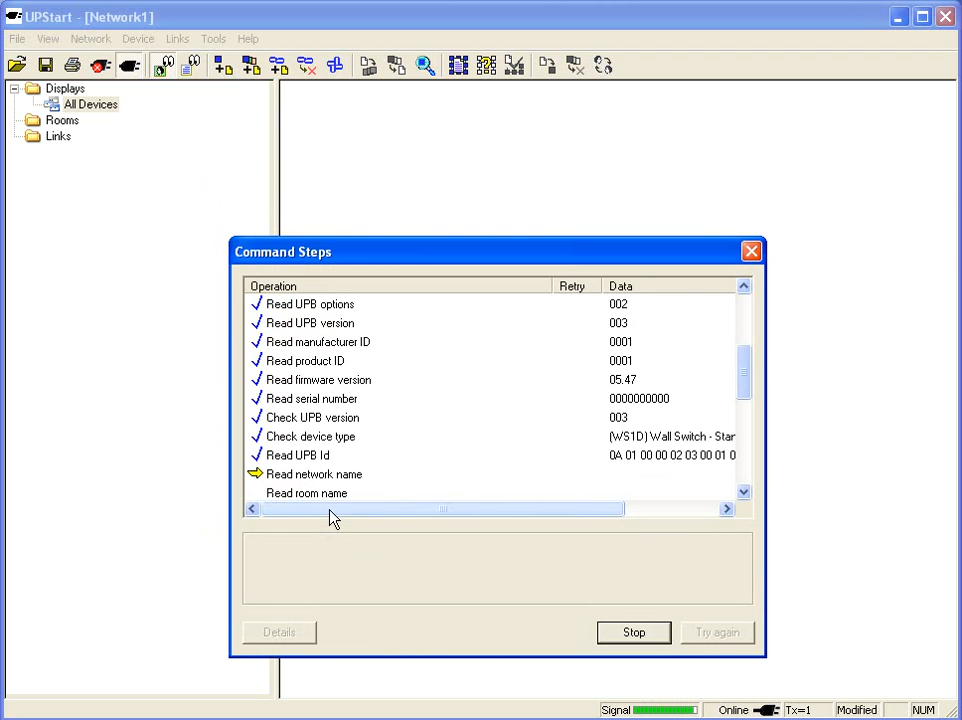 UPStart - [Network1]
File View Network Device Links Tools Help
Displays
All Devices
Rooms
Links
Command Steps
Operation Retry Data
Read UPB options 002
Read UPB version 003
Read manufacturer ID 0001
Read product ID 0001
Read firmware version 05.47
Read serial number 0000000000
Check UPB version 003
Check device type (WS1D) Wall Switch - Star
Read UPB Id 0A 01 00 00 02 03 00 01 0
Read network name
Read room name
Details Stop Try again
Signal Online Tx=1 Modified NUM